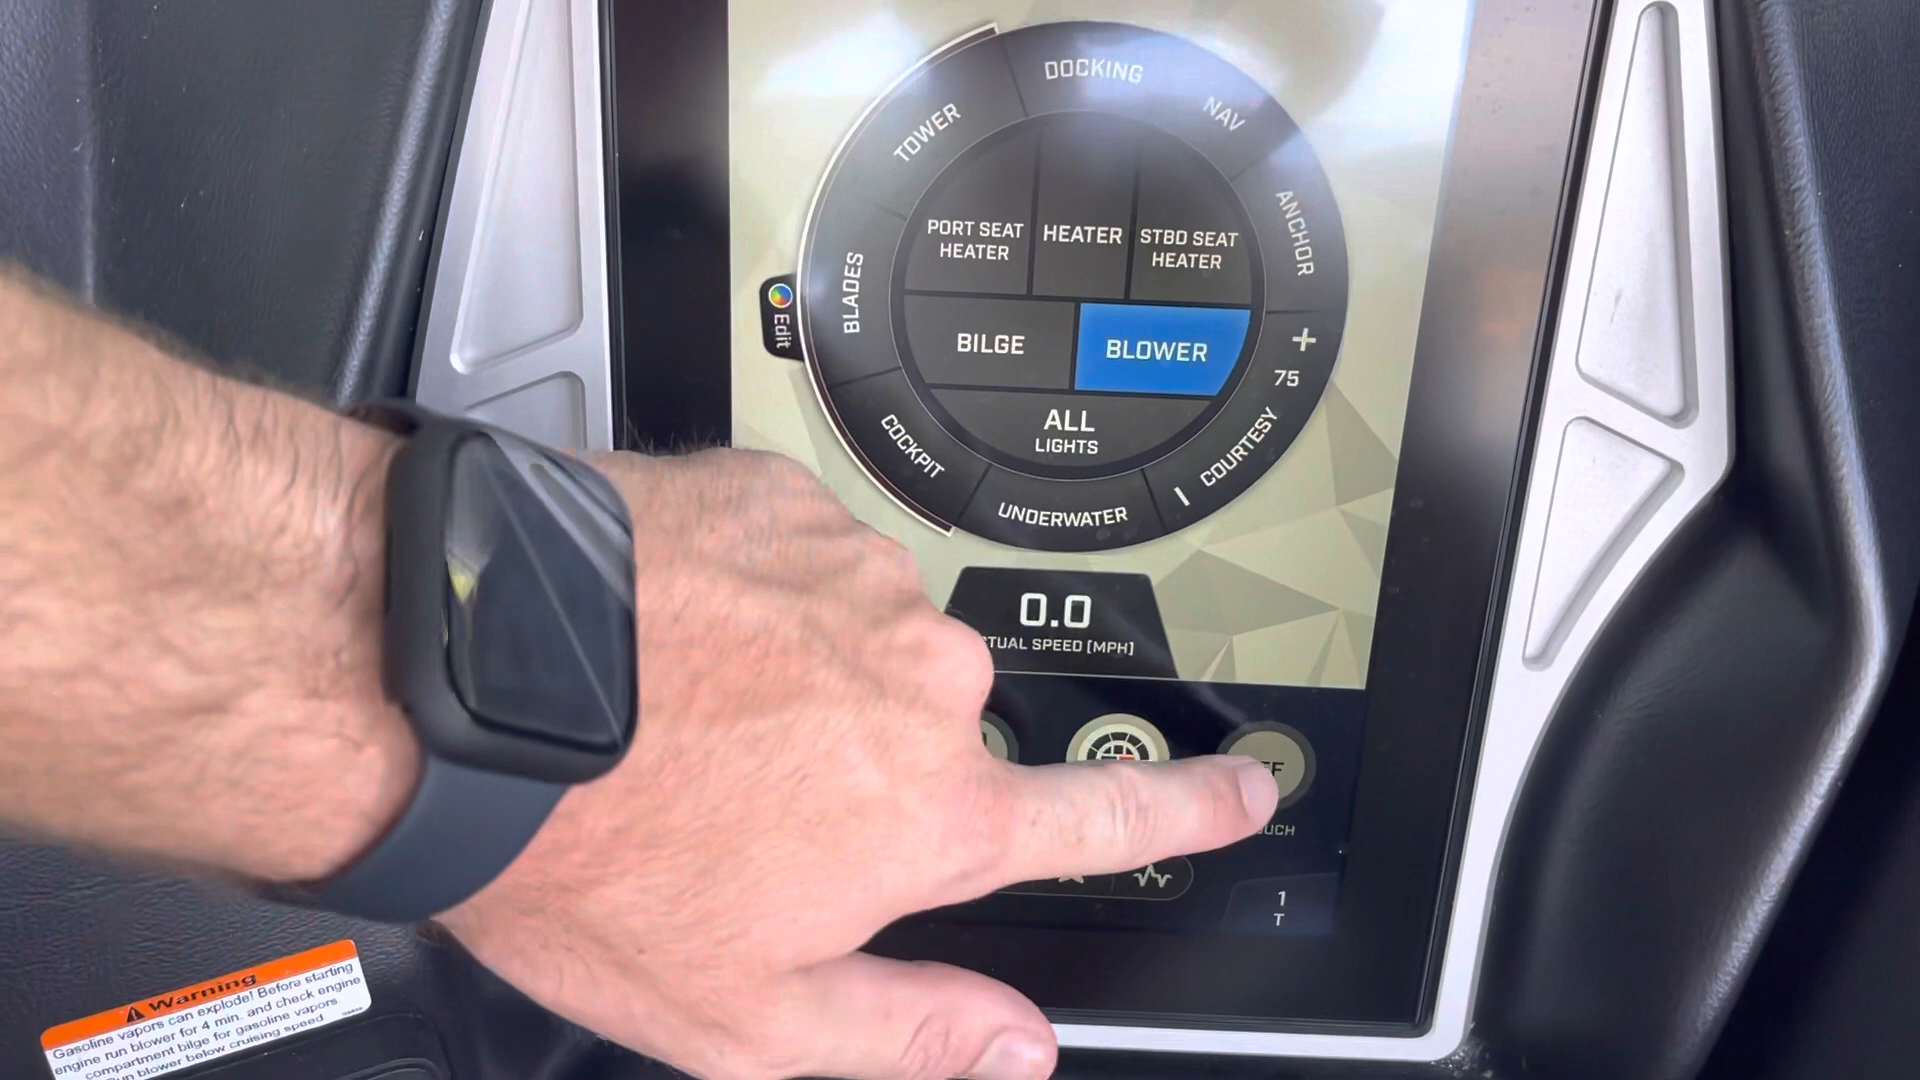 DOCKING
TOWER
NAV
ANCHOR
BLADES
Edit
PORT SEAT
HEATER
HEATER
STBD SEAT
HEATER
BILGE
BLOWER
ALL
LIGHTS
+
75
COURTESY
COCKPIT
UNDERWATER
0.0
SPEED [MPH]
1
T
Warning
Gasoline vapors can explode! Before starting
engine run blower for 4 min. and check engine
compartment bilge for gasoline vapors.
Run blower below cruising speed